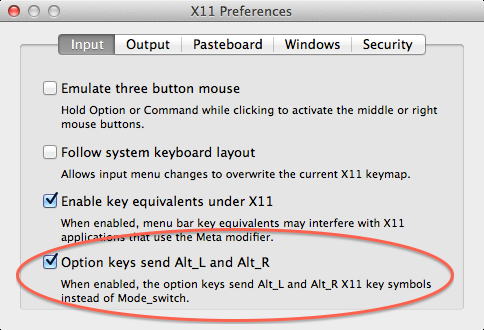 X11 Preferences
Input Output Pasteboard Windows Security
Emulate three button mouse
Hold Option or Command while clicking to activate the middle or right
mouse buttons.
Follow system keyboard layout
Allows input menu changes to overwrite the current X11 keymap.
Enable key equivalents under X11
When enabled, menu bar key equivalents may interfere with X11
applications that use the Meta modifier.
Option keys send Alt_L and Alt_R
When enabled, the option keys send Alt_L and Alt_R X11 key symbols
instead of Mode_switch.